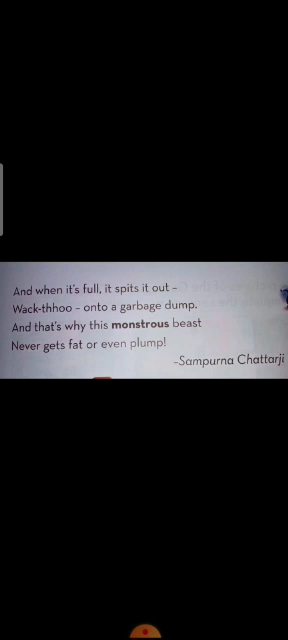 And when it's full, it spits it out –
Wack-thhoo – onto a garbage dump.
And that's why this monstrous beast
Never gets fat or even plump!
–Sampurna Chattarji